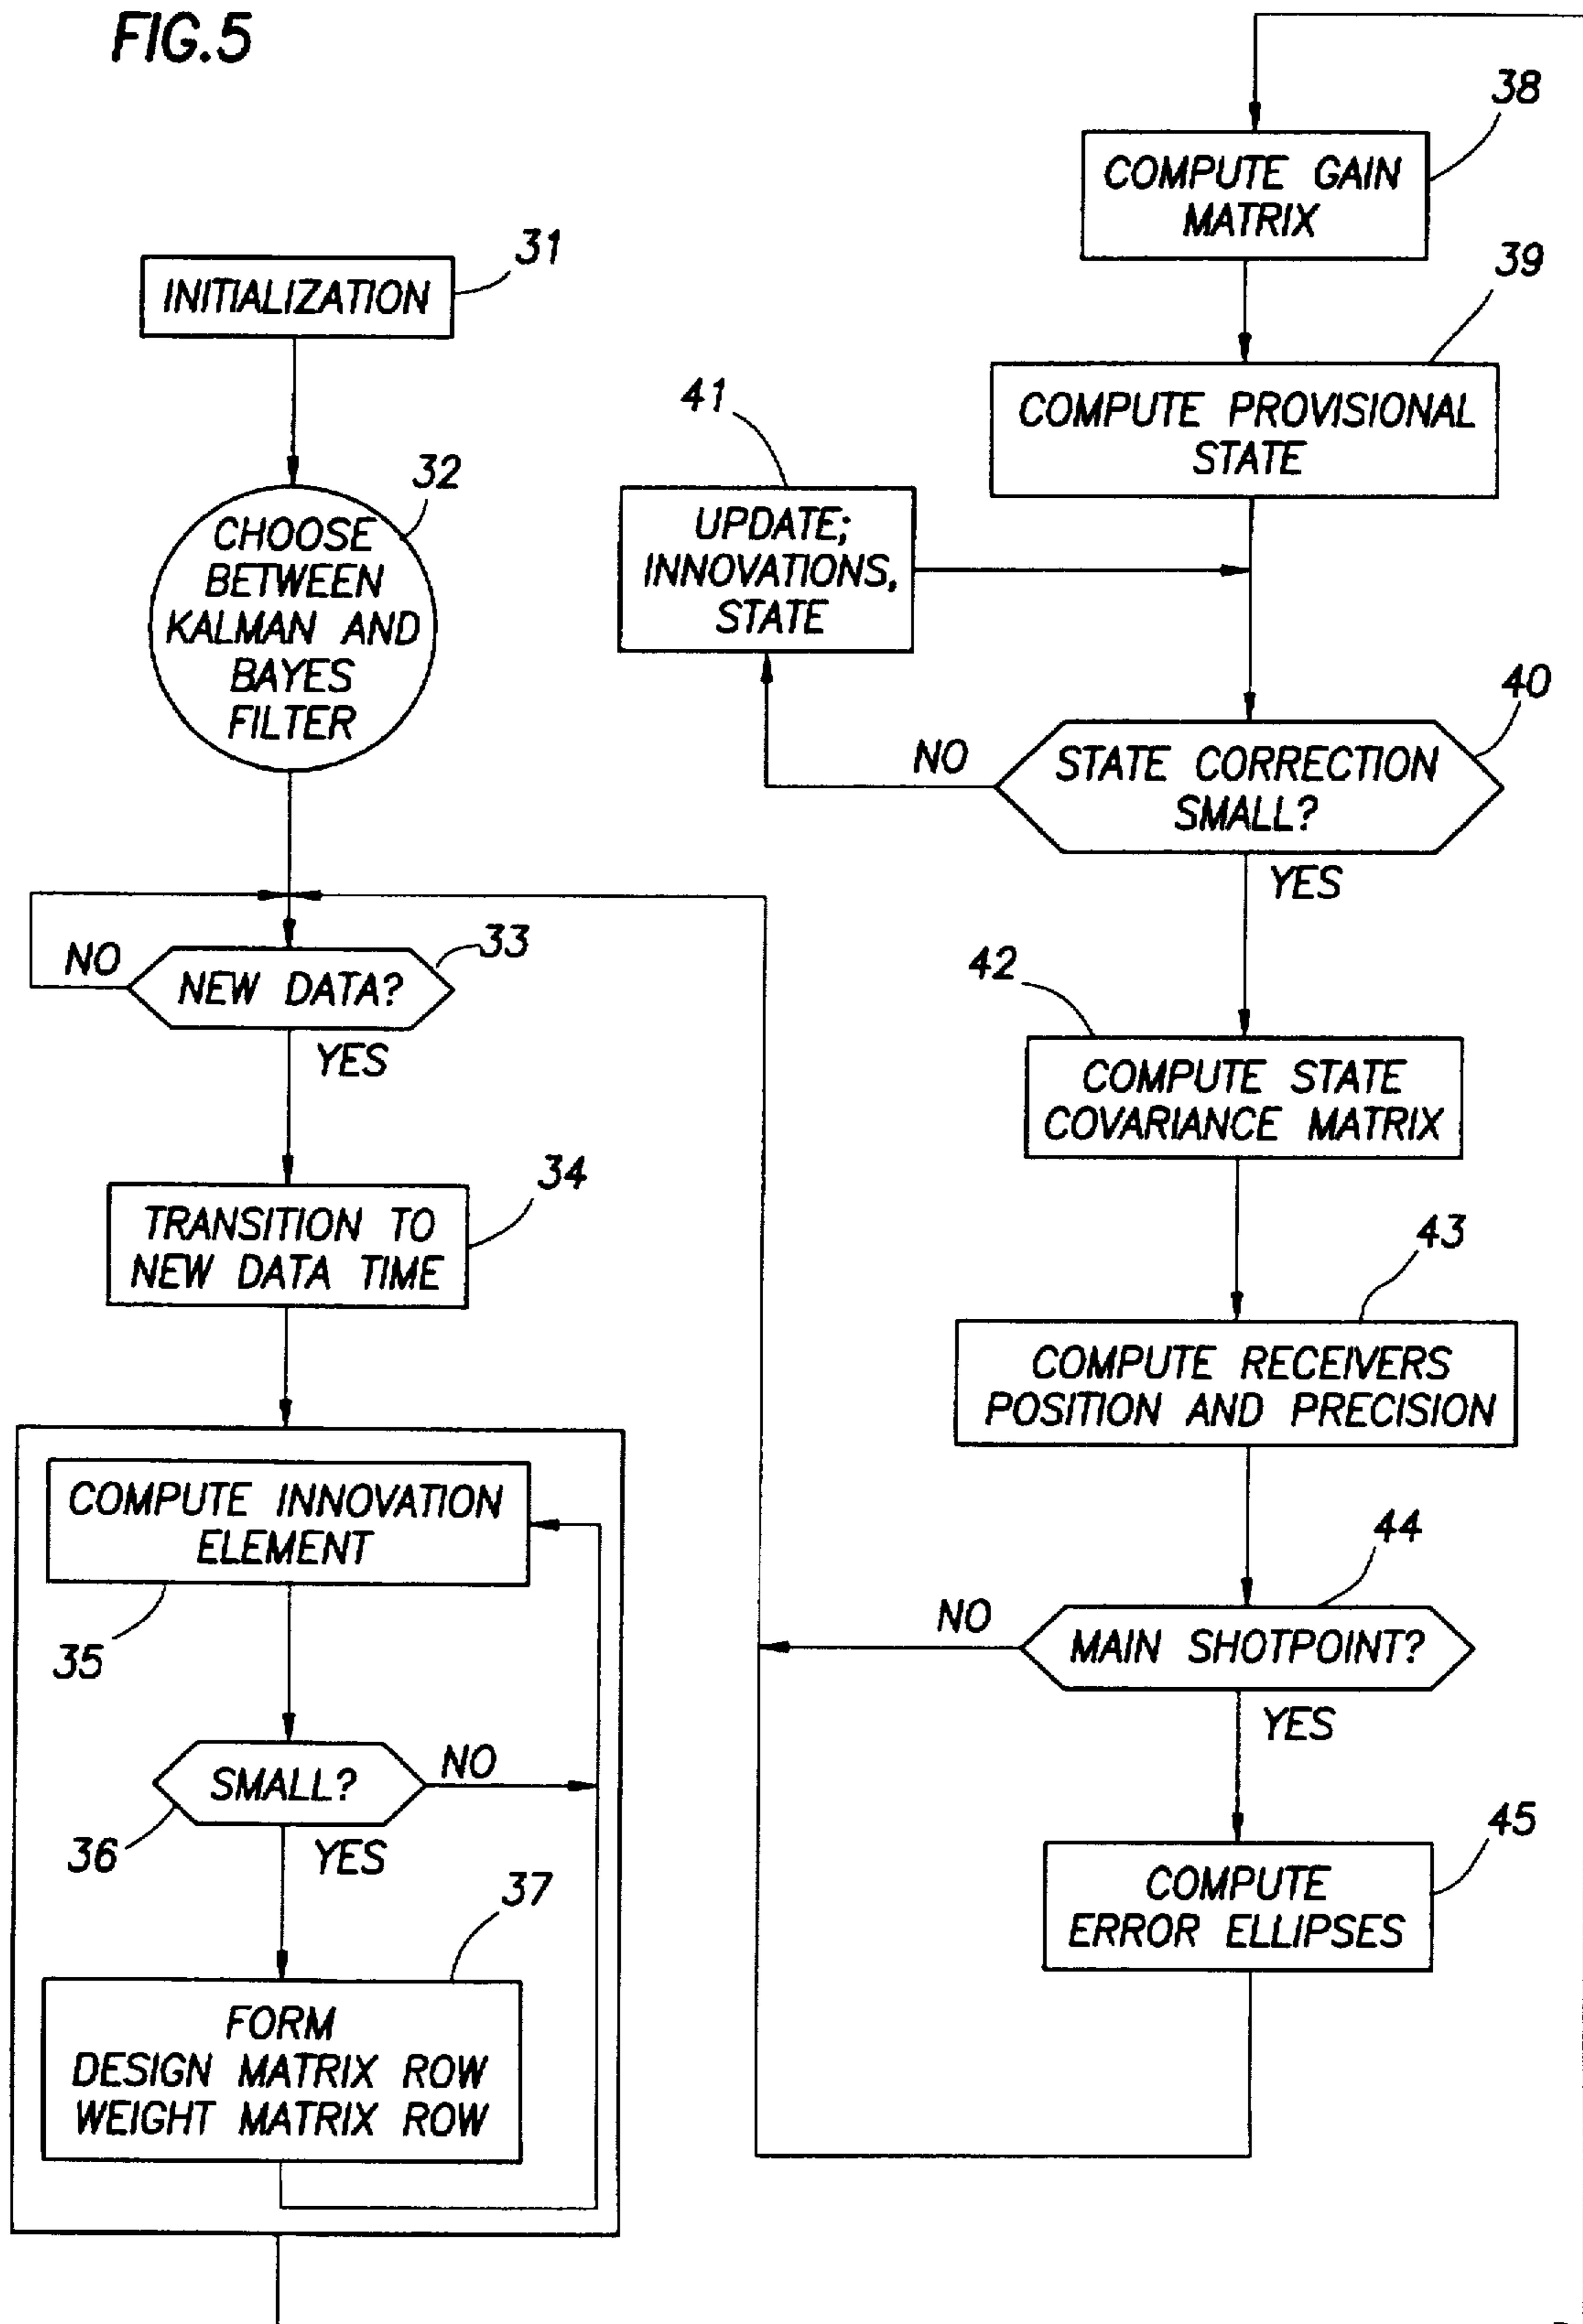 FIG.5
31
INITIALIZATION
32
CHOOSE
BETWEEN
KALMAN AND
BAYES
FILTER
33
NO
NEW DATA?
YES
34
TRANSITION TO
NEW DATA TIME
COMPUTE INNOVATION
ELEMENT
35
SMALL?
NO
36
YES
37
FORM
DESIGN MATRIX ROW
WEIGHT MATRIX ROW
38
COMPUTE GAIN
MATRIX
39
COMPUTE PROVISIONAL
STATE
41
UPDATE;
INNOVATIONS,
STATE
40
NO
STATE CORRECTION
SMALL?
YES
42
COMPUTE STATE
COVARIANCE MATRIX
43
COMPUTE RECEIVERS
POSITION AND PRECISION
44
NO
MAIN SHOTPOINT?
YES
45
COMPUTE
ERROR ELLIPSES